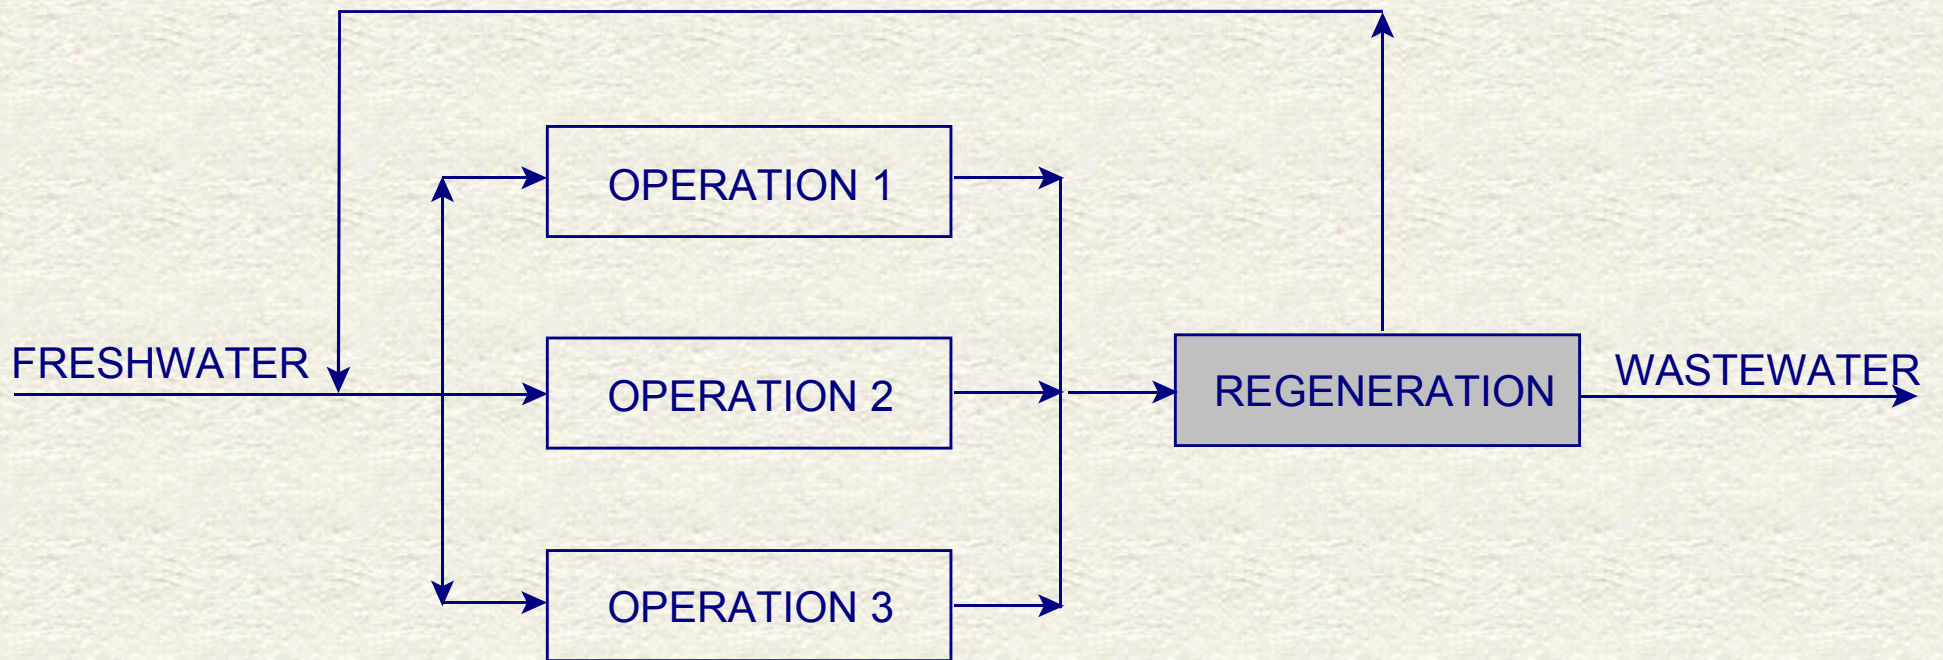 OPERATION 1
FRESHWATER
OPERATION 2
REGENERATION
WASTEWATER
OPERATION 3